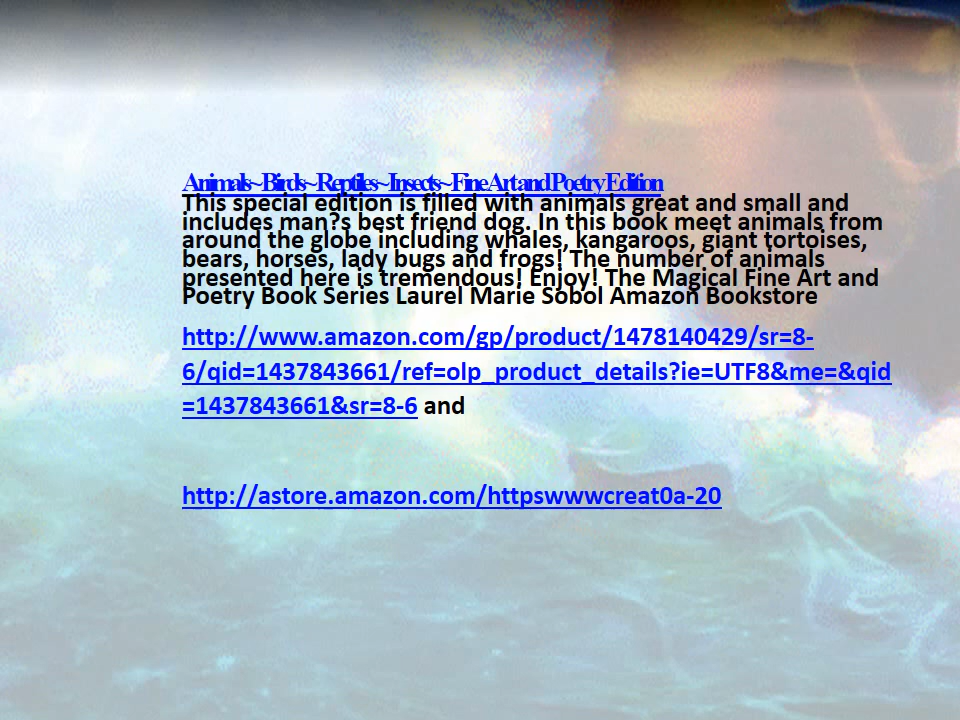 Animals~Birds~Reptiles~Insects~Fine Art and Poetry Edition
This special edition is filled with animals great and small and
includes man?s best friend dog. In this book meet animals from
around the globe including whales, kangaroos, giant tortoises,
bears, horses, lady bugs and frogs! The number of animals
presented here is tremendous! Enjoy! The Magical Fine Art and
Poetry Book Series Laurel Marie Sobol Amazon Bookstore
http://www.amazon.com/gp/product/1478140429/sr=8-
6/qid=1437843661/ref=olp_product_details?ie=UTF8&me=&qid
=1437843661&sr=8-6 and
http://astore.amazon.com/httpswwwcreat0a-20